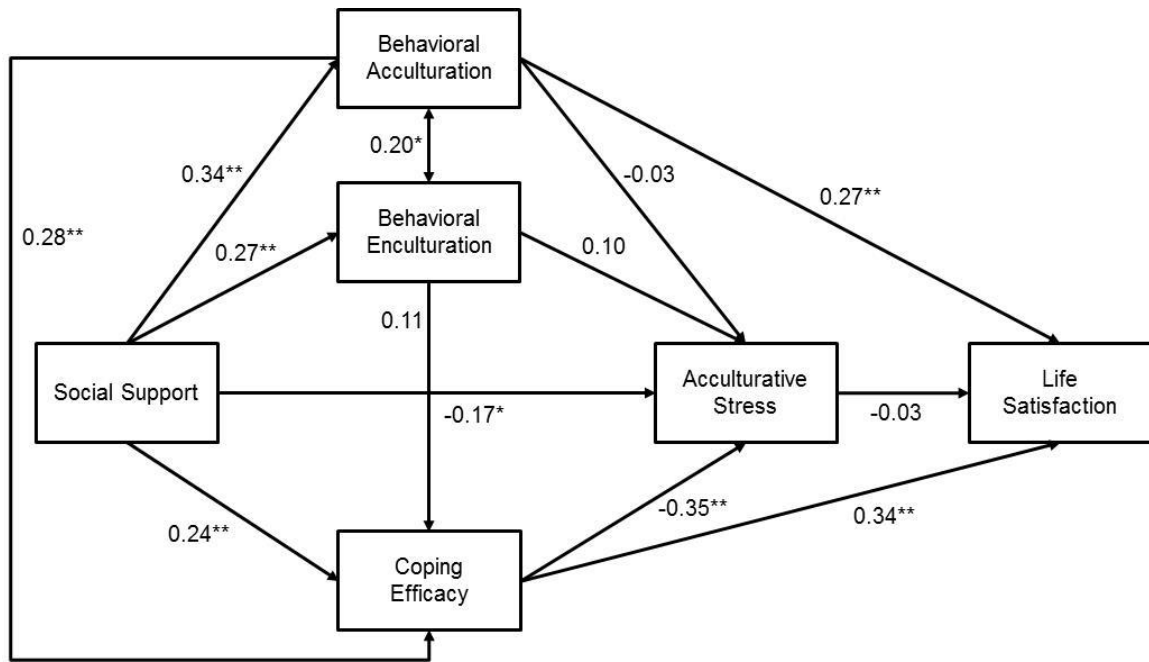 Behavioral
Acculturation
0.20*
0.34**
-0.03
0.27**
Behavioral
Enculturation
0.28**
0.27**
0.10
0.11
Social Support
Acculturative
Stress
Life
Satisfaction
-0.17*
-0.03
0.24**
-0.35**
0.34**
Coping
Efficacy